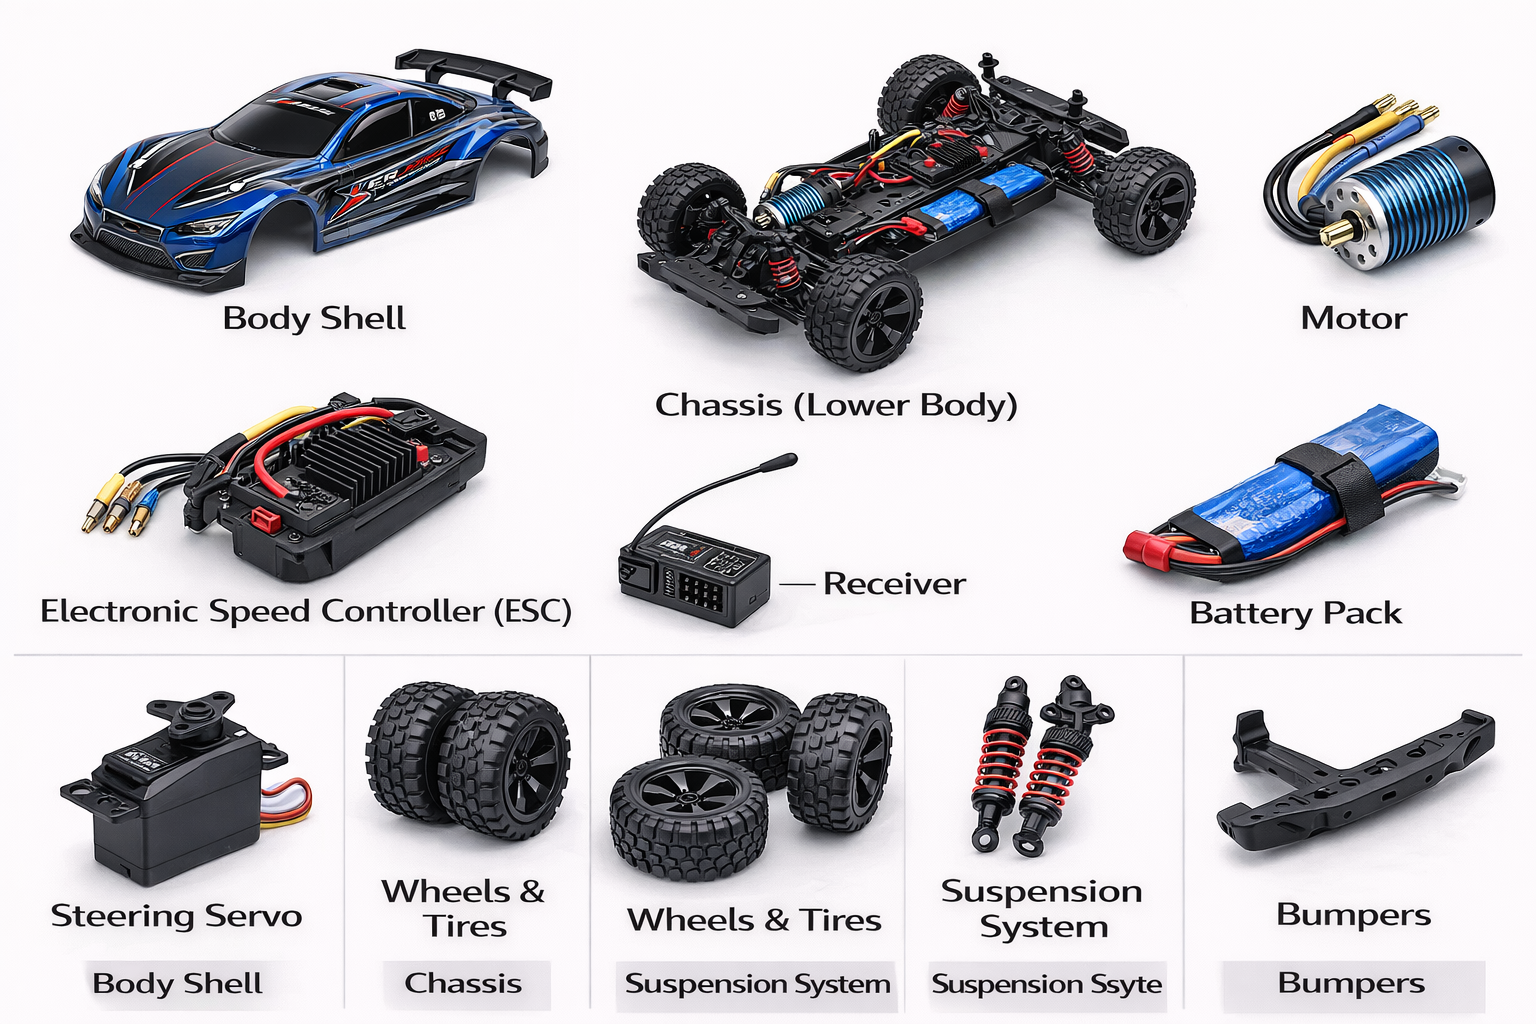 Body Shell
Motor
Chassis (Lower Body)
Electronic Speed Controller (ESC)
Receiver
Battery Pack
Steering Servo
Wheels &
Tires
Wheels & Tires
Suspension
System
Bumpers
Body Shell
Chassis
Suspension System
Suspension Ssyte
Bumpers